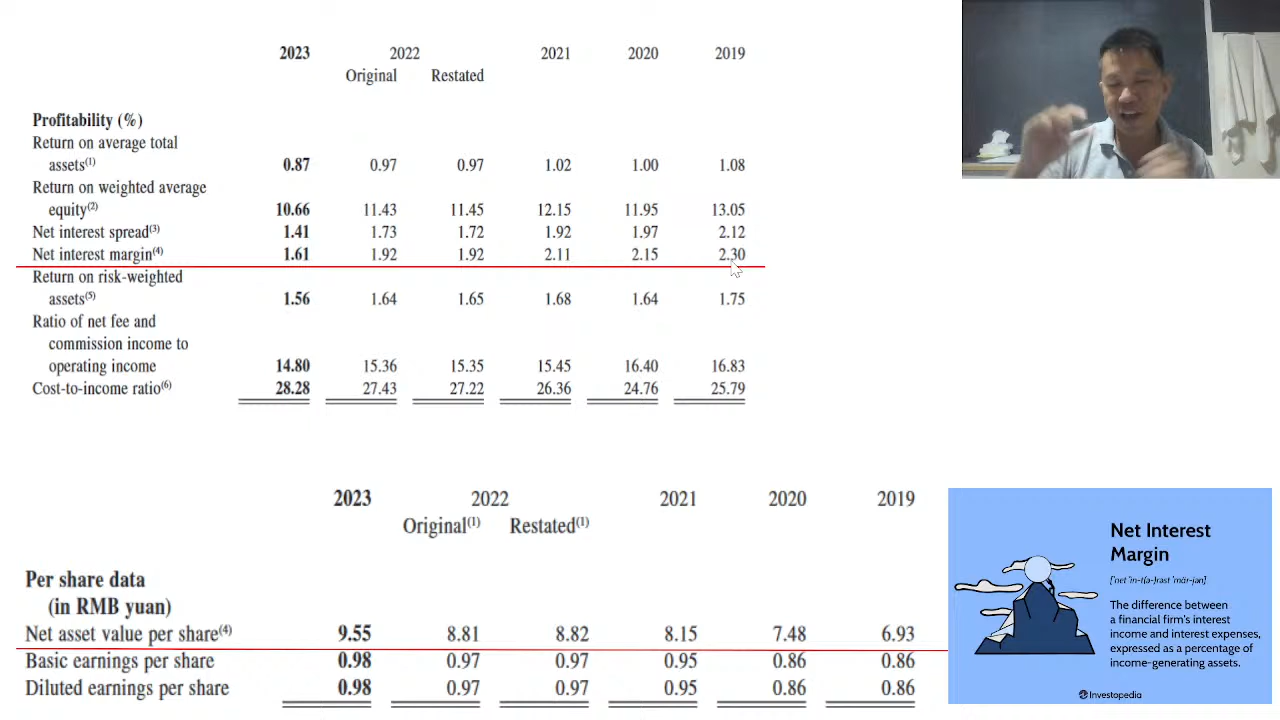 2023 2022 2021 2020 2019
Original Restated
Profitability (%)
Return on average total
assets(1) 0.87 0.97 0.97 1.02 1.00 1.08
Return on weighted average
equity(2) 10.66 11.43 11.45 12.15 11.95 13.05
Net interest spread(3) 1.41 1.73 1.72 1.92 1.97 2.12
Net interest margin(4) 1.61 1.92 1.92 2.11 2.15 2.30
Return on risk-weighted
assets(5) 1.56 1.64 1.65 1.68 1.64 1.75
Ratio of net fee and
commission income to
operating income 14.80 15.36 15.35 15.45 16.40 16.83
Cost-to-income ratio(6) 28.28 27.43 27.22 26.36 24.76 25.79
2023 2022 2021 2020 2019
Original(1) Restated(1)
Per share data
(in RMB yuan)
Net asset value per share(4) 9.55 8.81 8.82 8.15 7.48 6.93
Basic earnings per share 0.98 0.97 0.97 0.95 0.86 0.86
Diluted earnings per share 0.98 0.97 0.97 0.95 0.86 0.86
Net Interest
Margin
The difference between
a financial firm's interest
income and interest expenses,
expressed as a percentage of
income-generating assets.
Investopedia